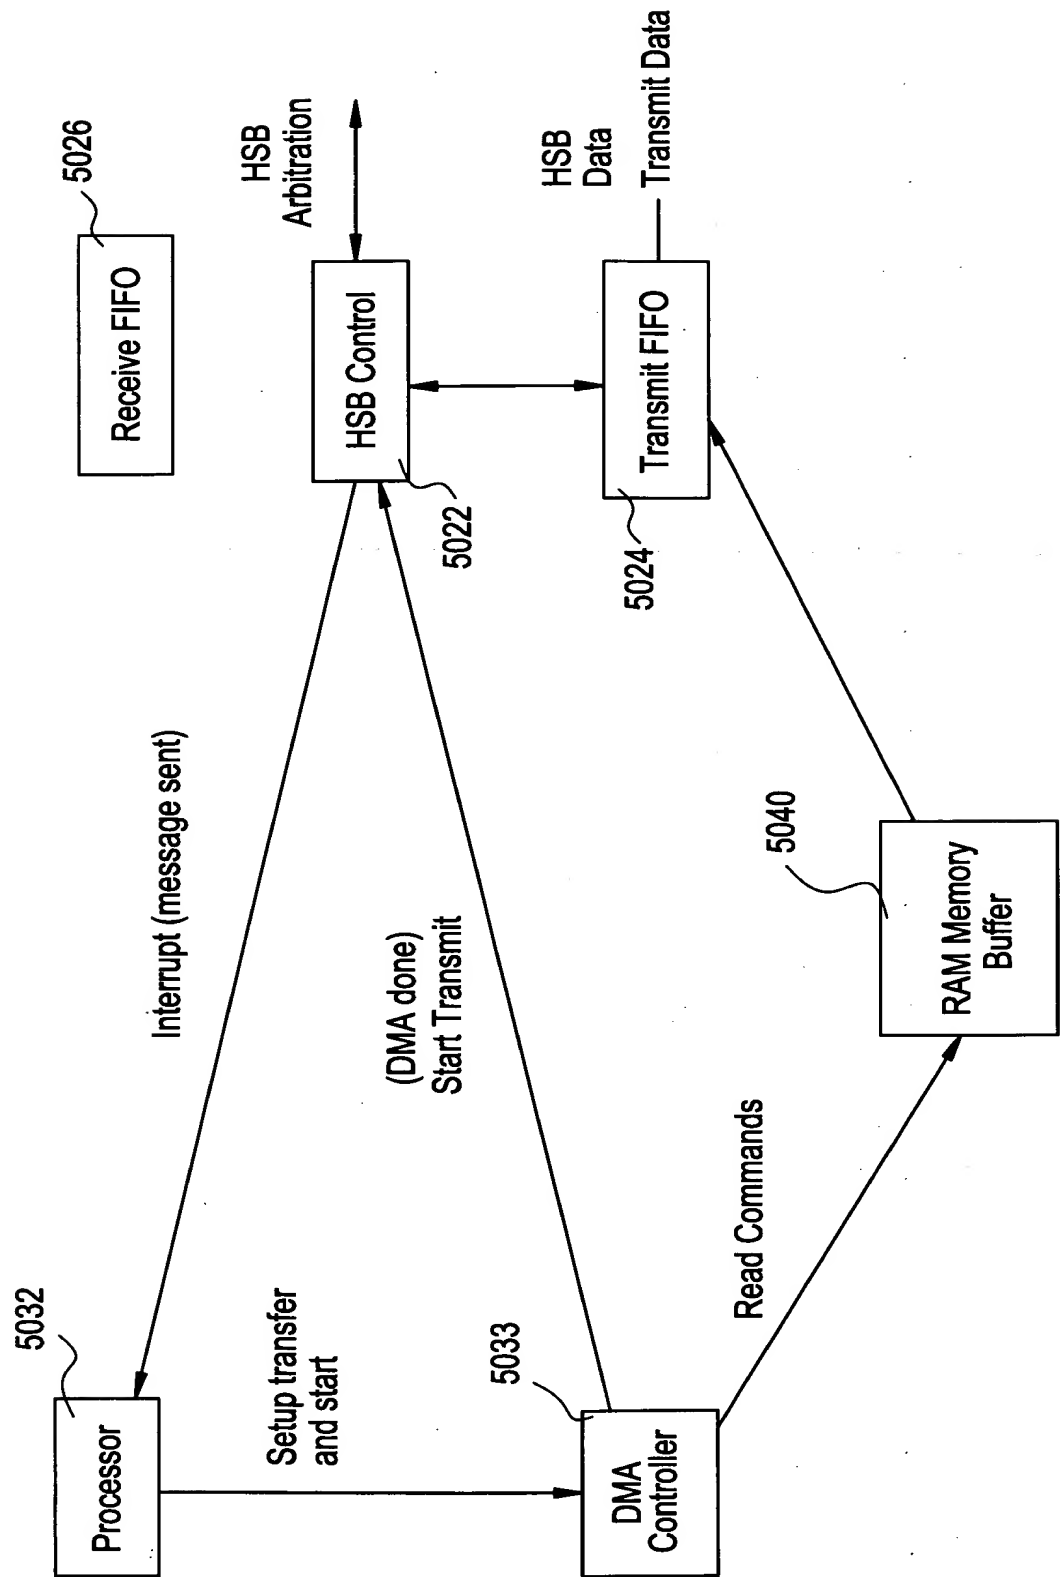 5032
Processor
Interrupt (message sent)
5026
Receive FIFO
Setup transfer
and start
HSB
Arbitration
HSB Control
5022
(DMA done)
Start Transmit
5033
DMA
Controller
Read Commands
5040
RAM Memory
Buffer
5024
Transmit FIFO
HSB
Data
Transmit Data